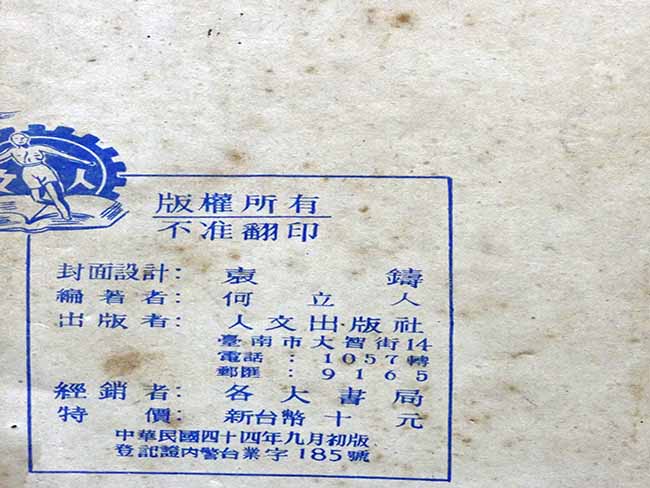 文人
版權所有
不准翻印
封面設計：袁鑄
編著者：何立人
出版者：人文出版社
臺南市大智街14
電話：1057轉
郵匯：9165
經銷者：各大書局
特價：新台幣十元
中華民國四十四年九月初版
登記證內警台業字185號